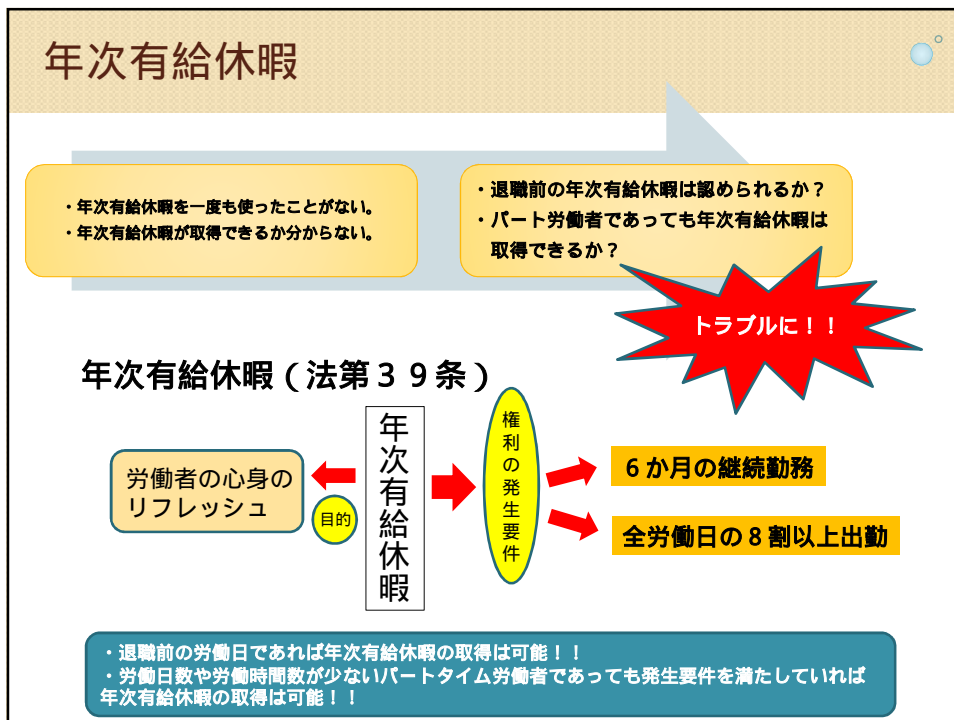 年次有給休暇
・年次有給休暇を一度も使ったことがない。
・年次有給休暇が取得できるか分からない。
・退職前の年次有給休暇は認められるか？
・パート労働者であっても年次有給休暇は
取得できるか？
トラブルに！！
年次有給休暇（法第３９条）
労働者の心身の
リフレッシュ
目的
年次有給休暇
権利の発生要件
６か月の継続勤務
全労働日の８割以上出勤
・退職前の労働日であれば年次有給休暇の取得は可能！！
・労働日数や労働時間数が少ないパートタイム労働者であっても発生要件を満たしていれば
年次有給休暇の取得は可能！！